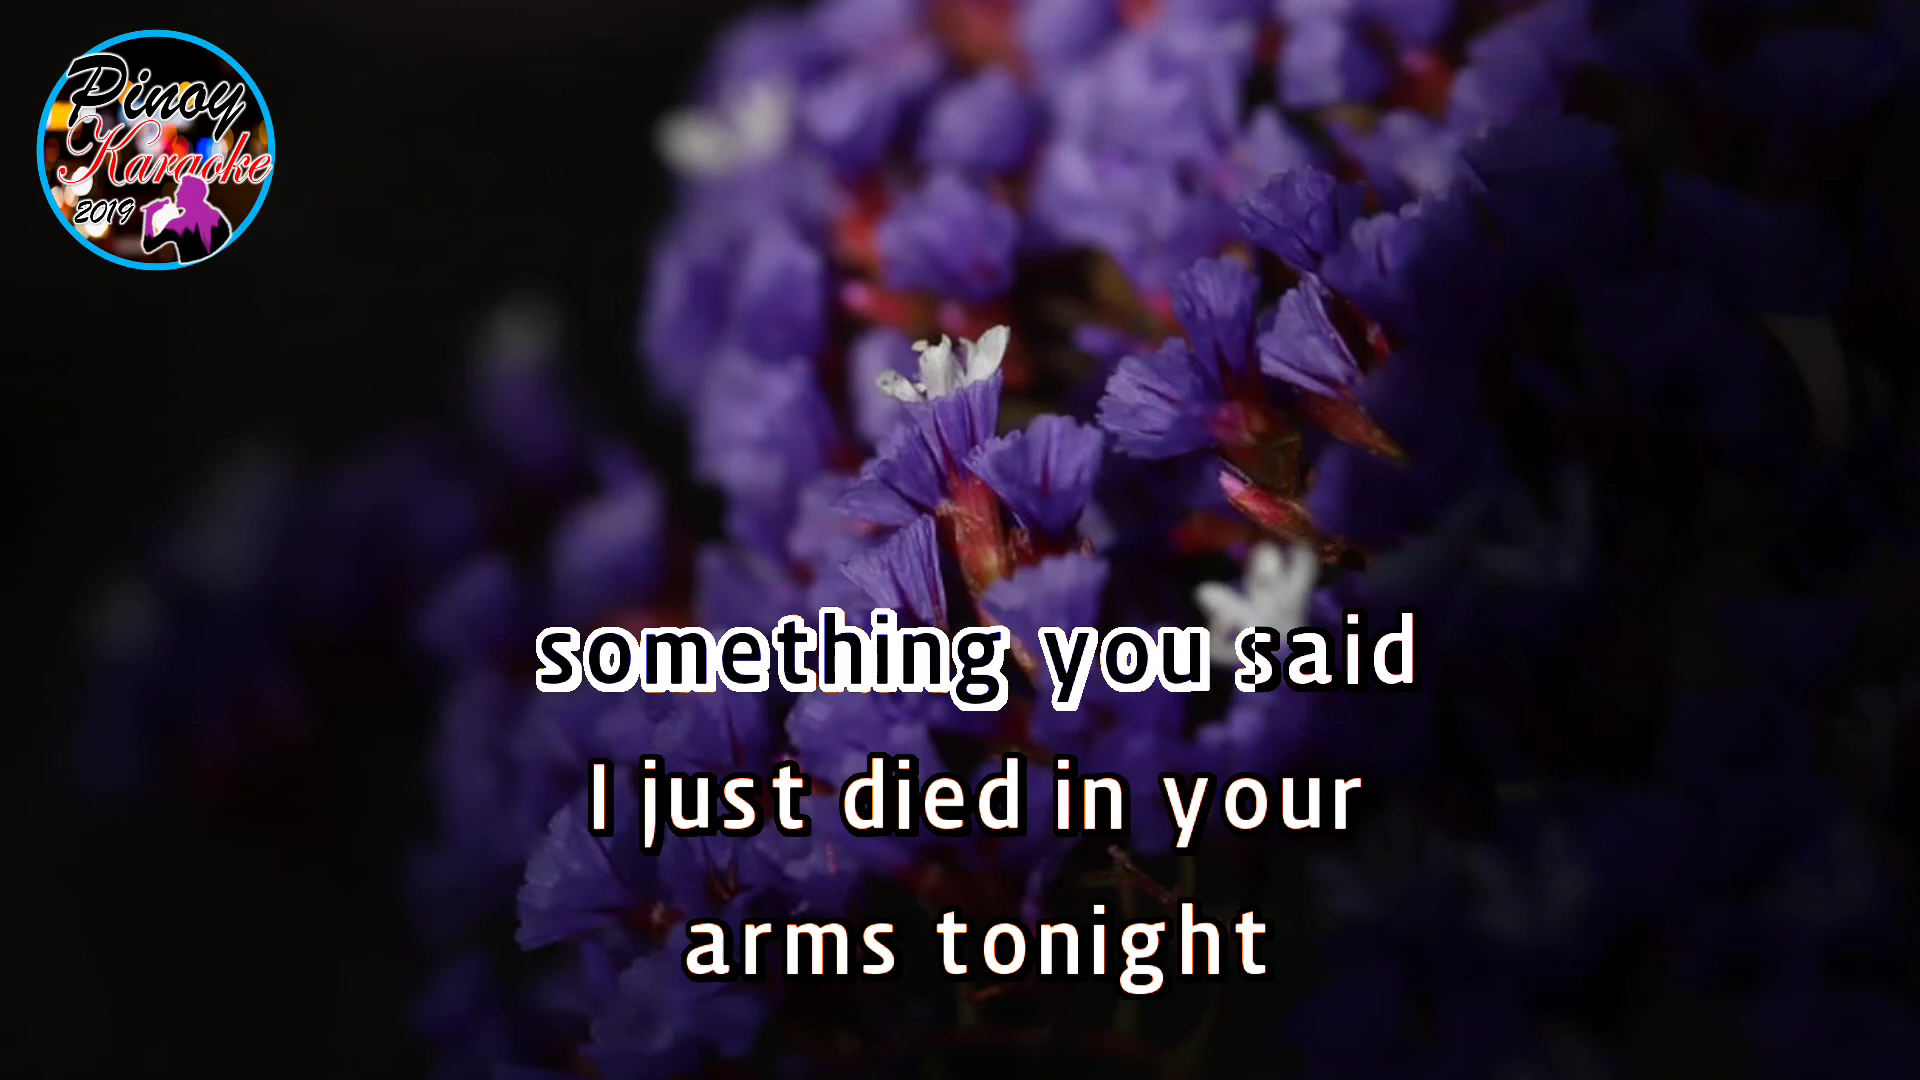 Pinoy
Karaoke
2019
something you said
I just died in your
arms tonight